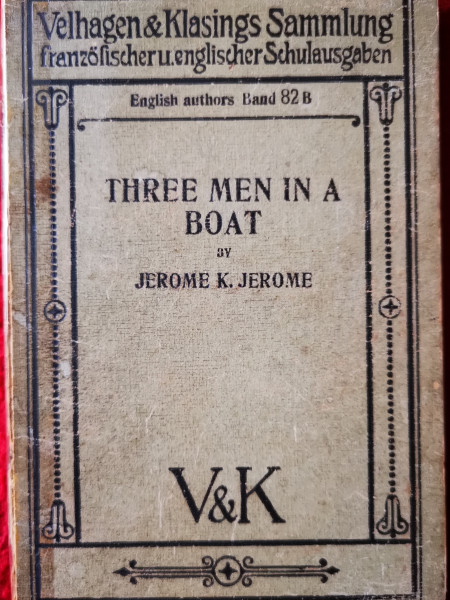 Velhagen & Klasings Sammlung
französischer u. englischer Schulausgaben
English authors Band 82 B
THREE MEN IN A
BOAT
BY
JEROME K. JEROME
V&K